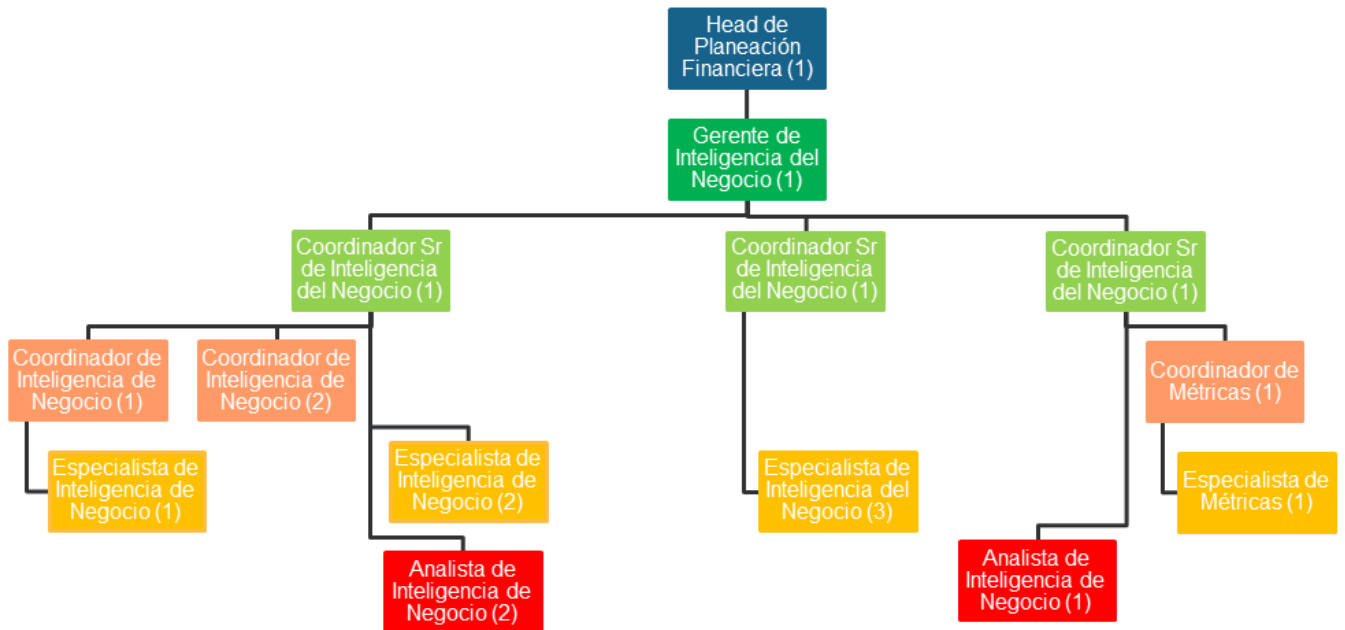 Head de
Planeación
Financiera (1)
Gerente de
Inteligencia del
Negocio (1)
Coordinador Sr
de Inteligencia
del Negocio (1)
Coordinador Sr
de Inteligencia
del Negocio (1)
Coordinador Sr
de Inteligencia
del Negocio (1)
Coordinador de
Inteligencia de
Negocio (1)
Coordinador de
Inteligencia de
Negocio (2)
Coordinador de
Métricas (1)
Especialista de
Inteligencia de
Negocio (1)
Especialista de
Inteligencia de
Negocio (2)
Especialista de
Inteligencia del
Negocio (3)
Especialista de
Métricas (1)
Analista de
Inteligencia de
Negocio (2)
Analista de
Inteligencia de
Negocio (1)